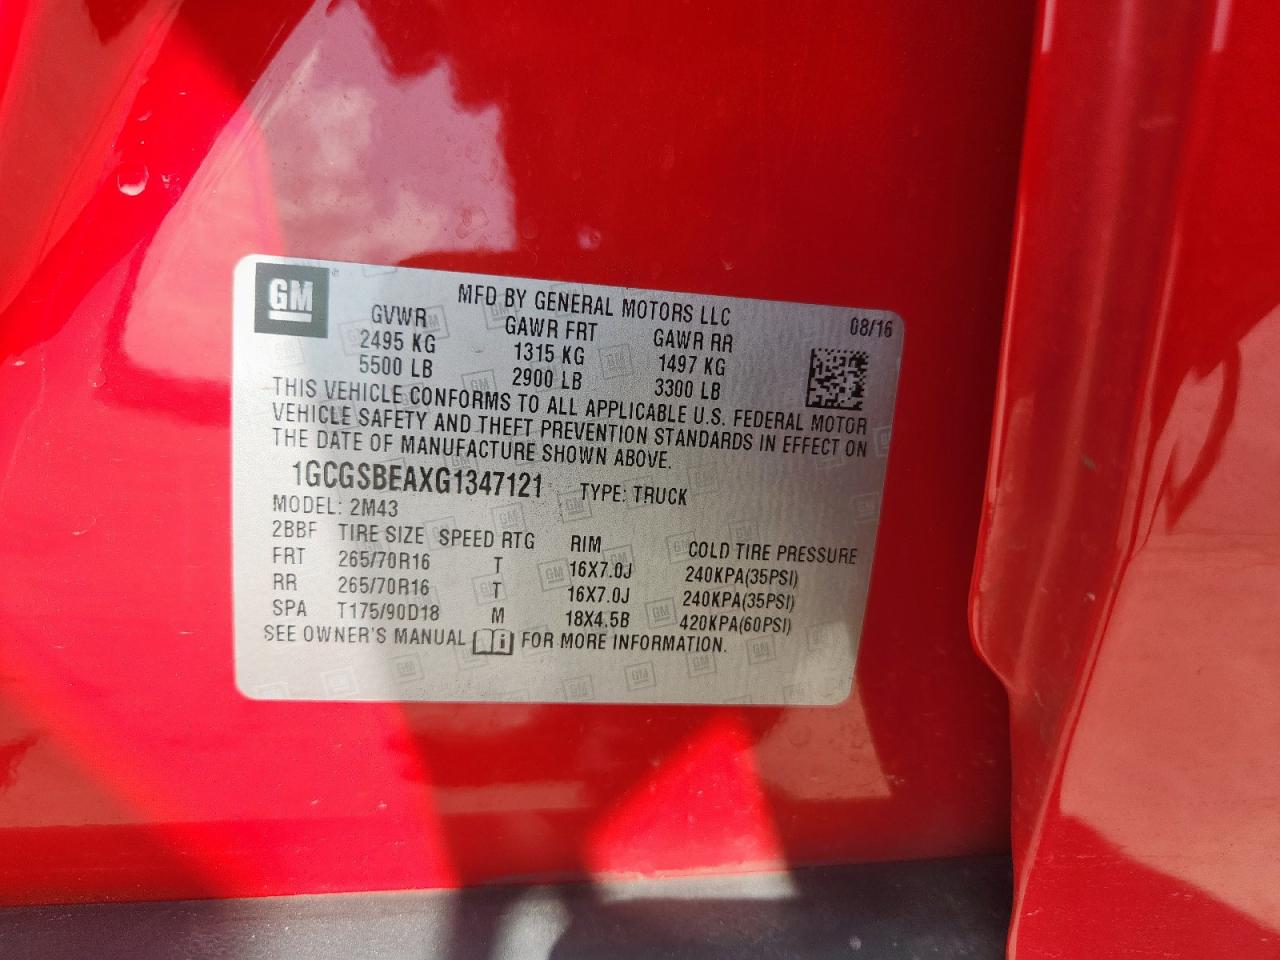 GM
MFD BY GENERAL MOTORS LLC
08/16
GVWR GAWR FRT GAWR RR
2495 KG 1315 KG 1497 KG
5500 LB 2900 LB 3300 LB
THIS VEHICLE CONFORMS TO ALL APPLICABLE U.S. FEDERAL MOTOR
VEHICLE SAFETY AND THEFT PREVENTION STANDARDS IN EFFECT ON
THE DATE OF MANUFACTURE SHOWN ABOVE.
1GCGSBEAXG1347121 TYPE: TRUCK
MODEL: 2M43
2BBF TIRE SIZE SPEED RTG RIM COLD TIRE PRESSURE
FRT 265/70R16 T 16X7.0J 240KPA(35PSI)
RR 265/70R16 T 16X7.0J 240KPA(35PSI)
SPA T175/90D18 M 18X4.5B 420KPA(60PSI)
SEE OWNER'S MANUAL i FOR MORE INFORMATION.